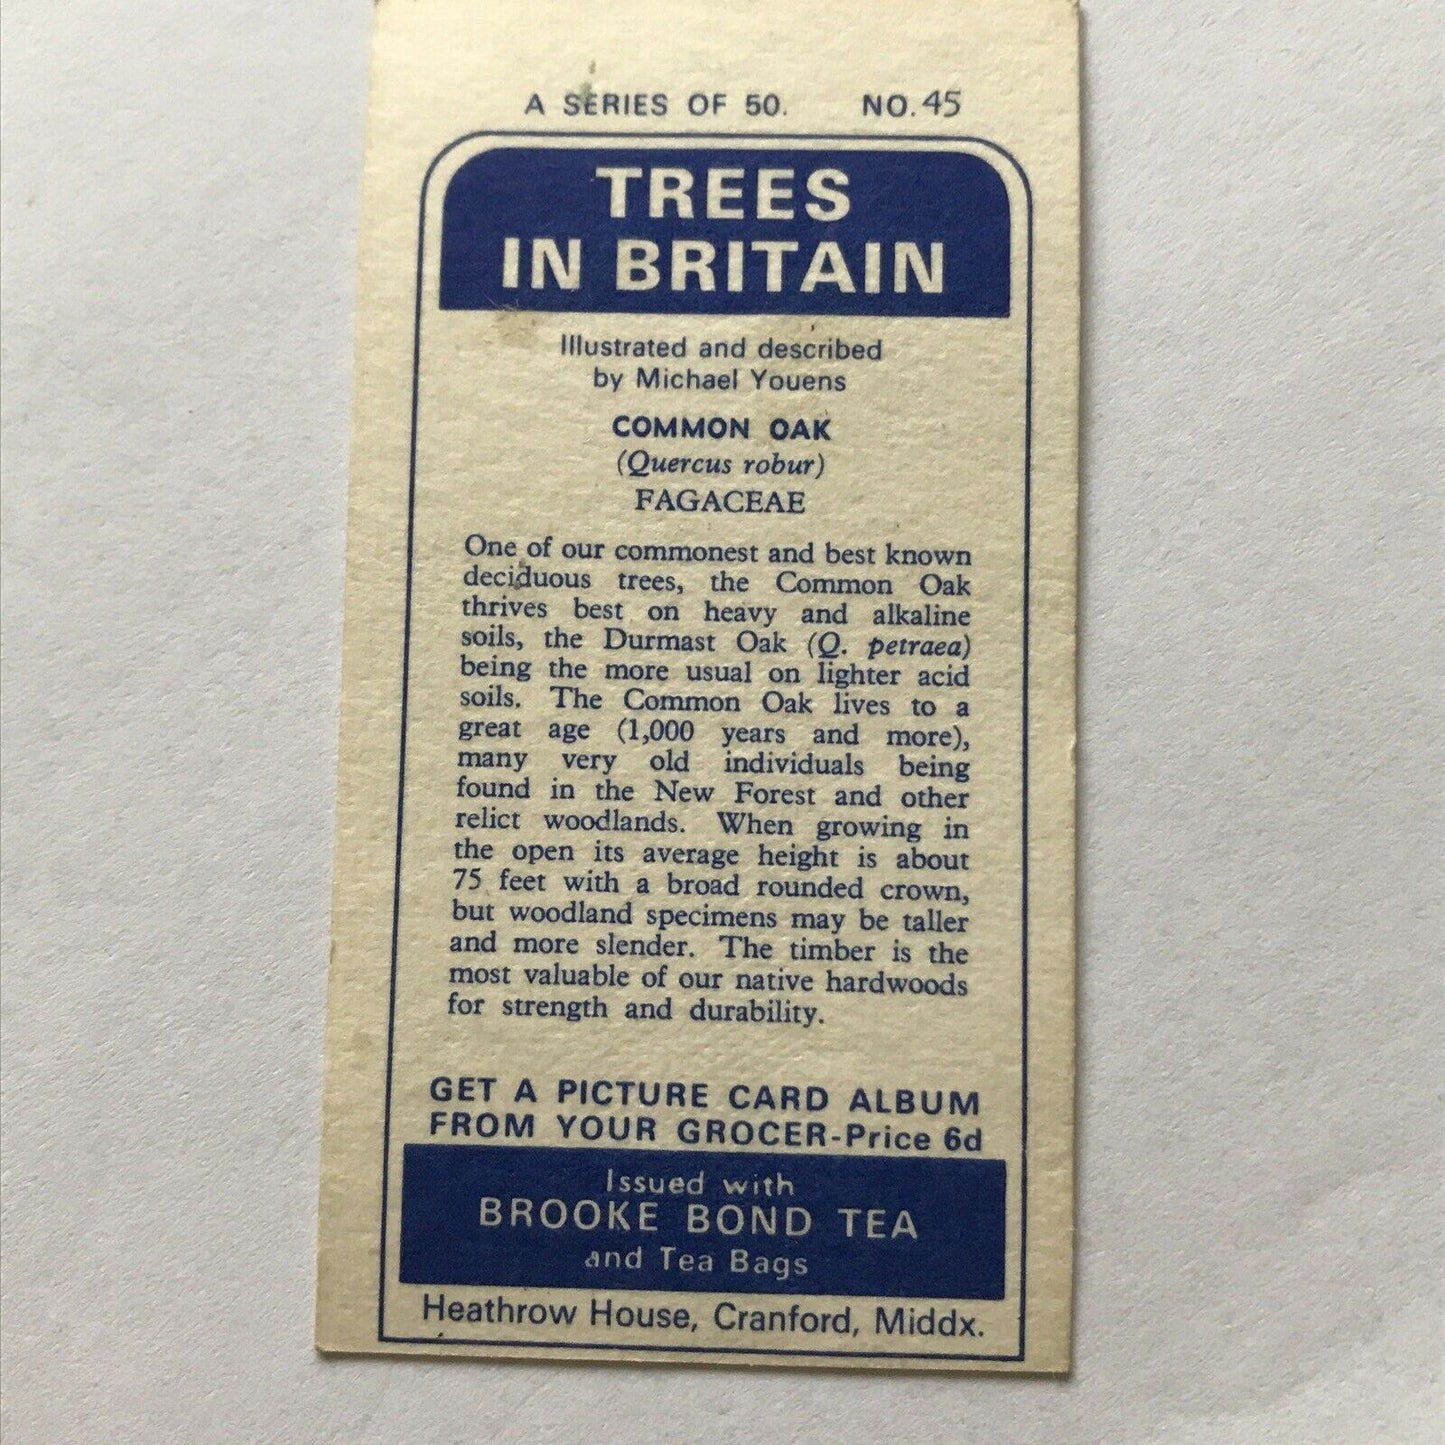 A SERIES OF 50. NO. 45
TREES
IN BRITAIN
Illustrated and described
by Michael Youens
COMMON OAK
(Quercus robur)
FAGACEAE
One of our commonest and best known
deciduous trees, the Common Oak
thrives best on heavy and alkaline
soils, the Durmast Oak (Q. petraea)
being the more usual on lighter acid
soils. The Common Oak lives to a
great age (1,000 years and more),
many very old individuals being
found in the New Forest and other
relict woodlands. When growing in
the open its average height is about
75 feet with a broad rounded crown,
but woodland specimens may be taller
and more slender. The timber is the
most valuable of our native hardwoods
for strength and durability.
GET A PICTURE CARD ALBUM
FROM YOUR GROCER-Price 6d
Issued with
BROOKE BOND TEA
and Tea Bags
Heathrow House, Cranford, Middx.